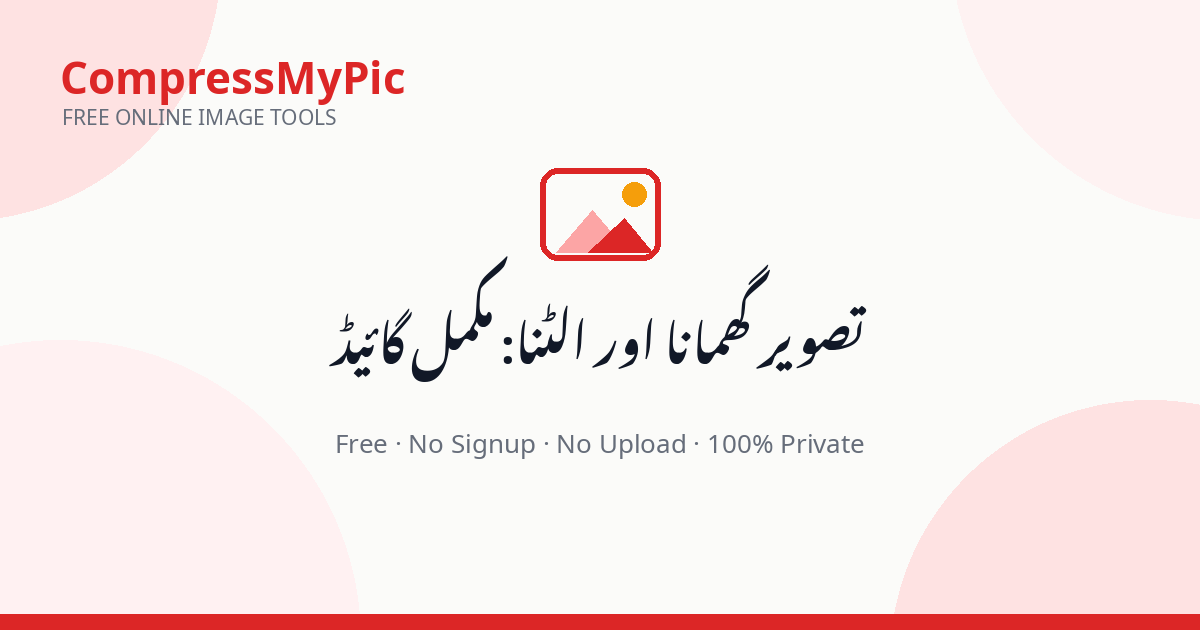 CompressMyPic
FREE ONLINE IMAGE TOOLS
تصویر گھمانا اور الٹنا: مکمل گائیڈ
Free · No Signup · No Upload · 100% Private